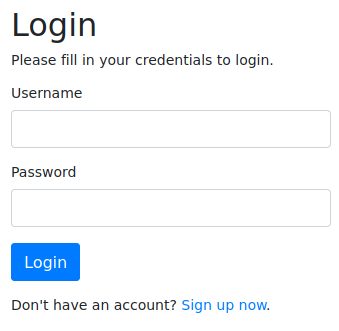 Login
Please fill in your credentials to login.
Username
Password
Login
Don't have an account? Sign up now.